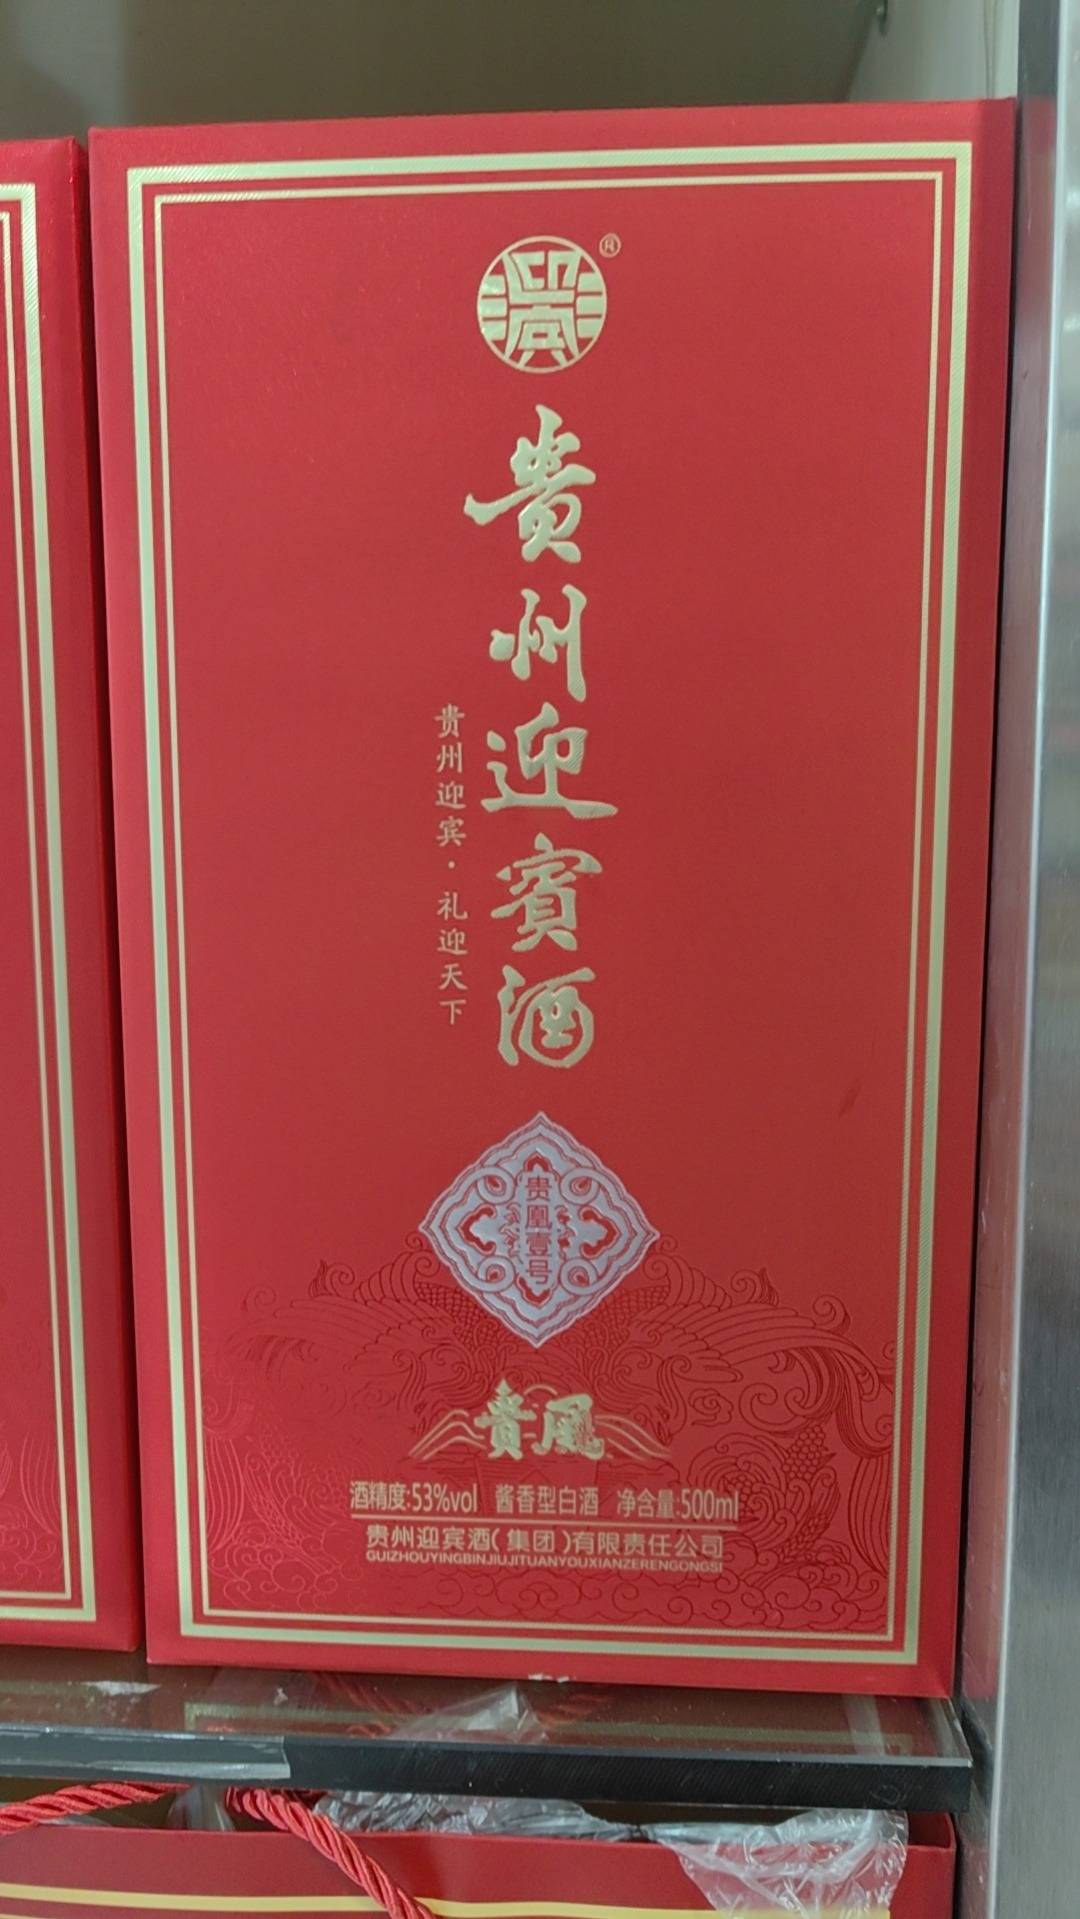 ®
貴州迎賓酒
贵州迎宾·礼迎天下
贵凰壹号
貴凰
酒精度:53%vol 酱香型白酒 净含量:500ml
贵州迎宾酒(集团)有限责任公司
GUIZHOUYINGBINJIUJITUANYOUXIANZERENGONGSI